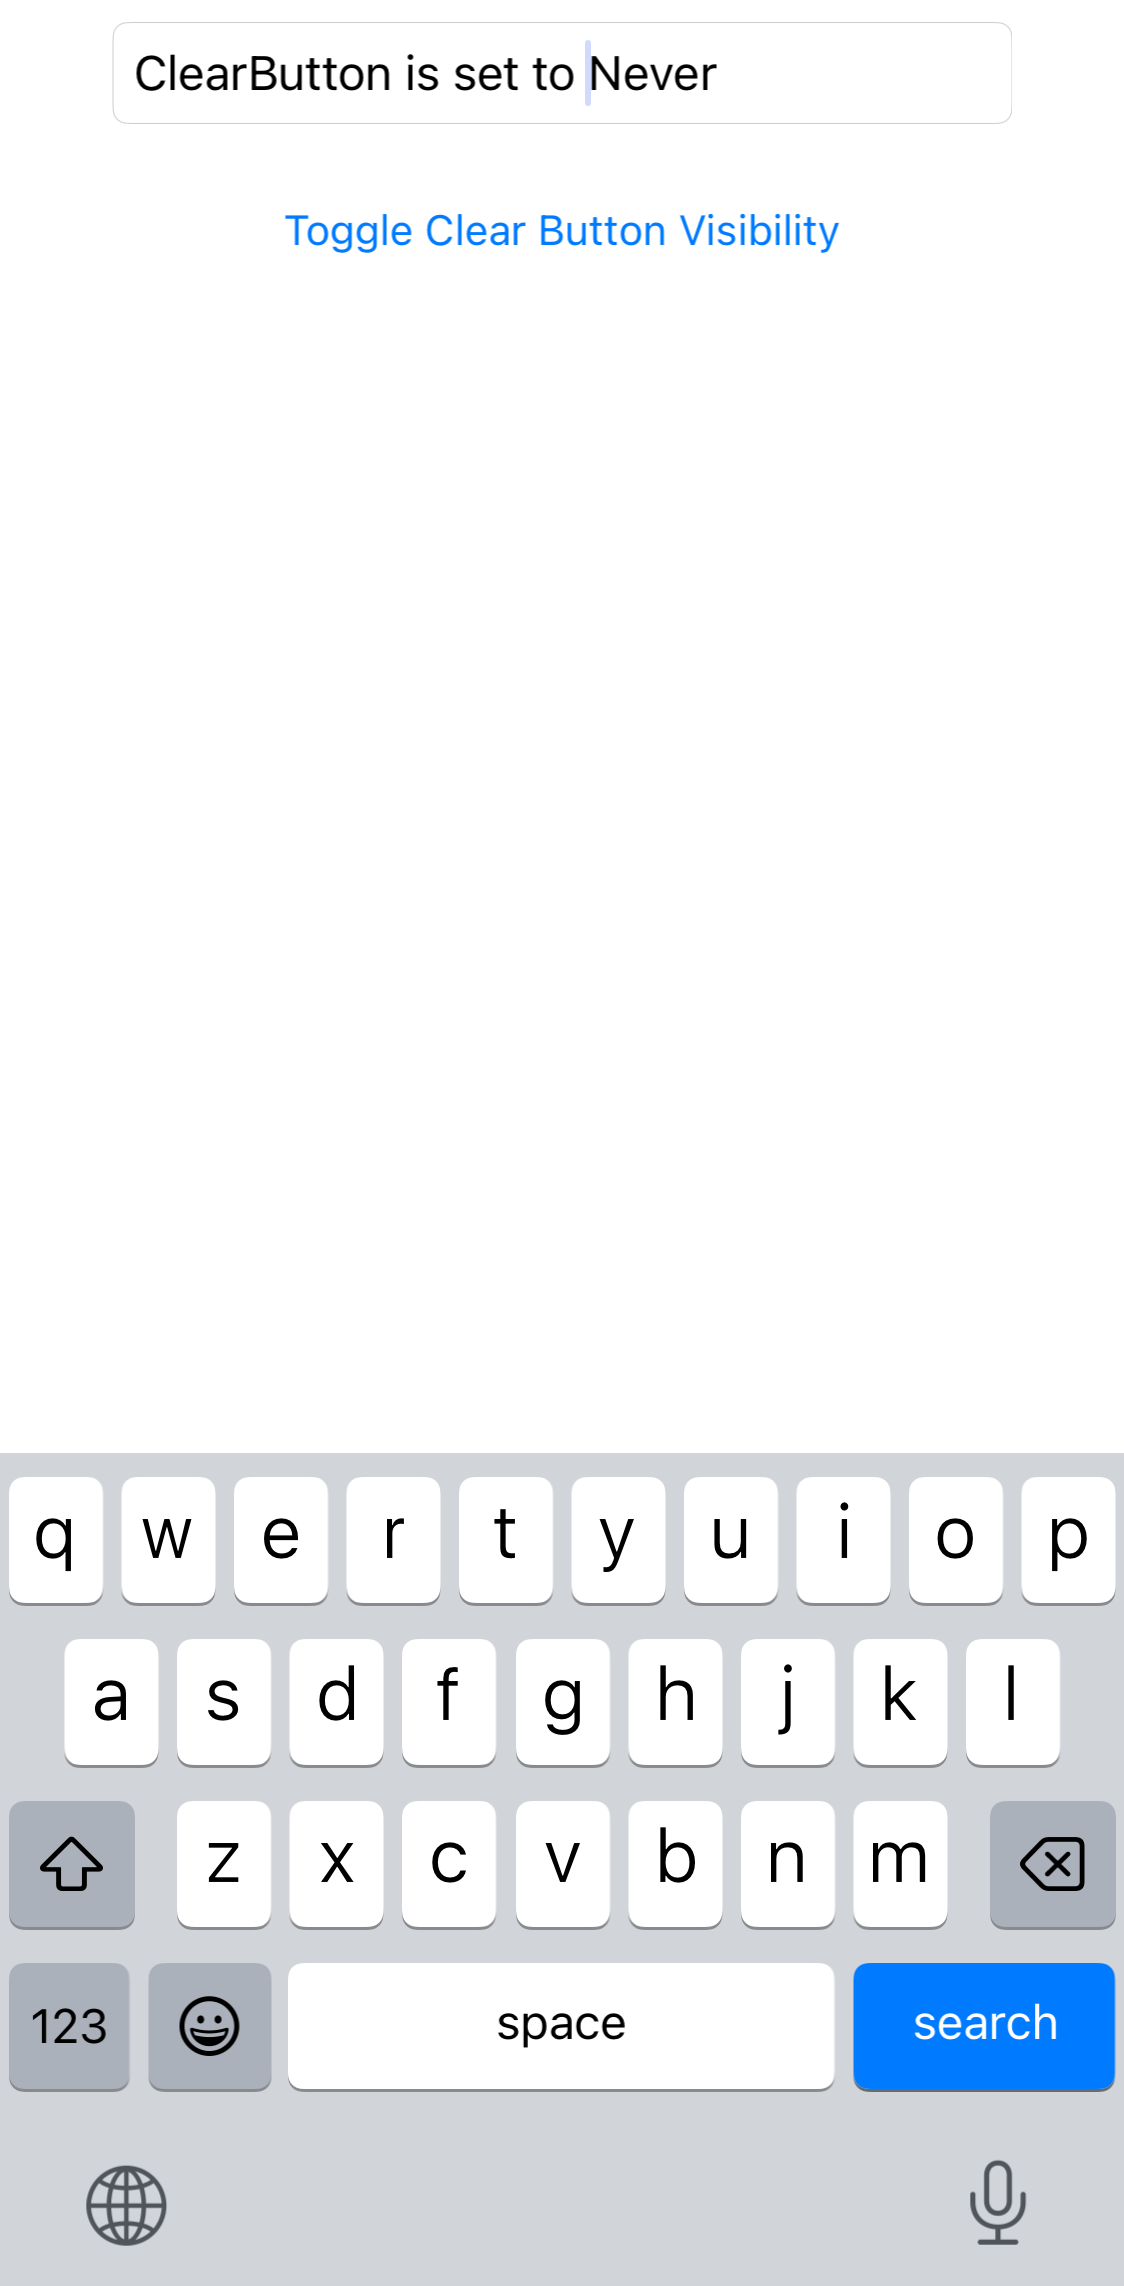 ClearButton is set to Never
Toggle Clear Button Visibility
q w e r t y u i o p
a s d f g h j k l
z x c v b n m
123 space search